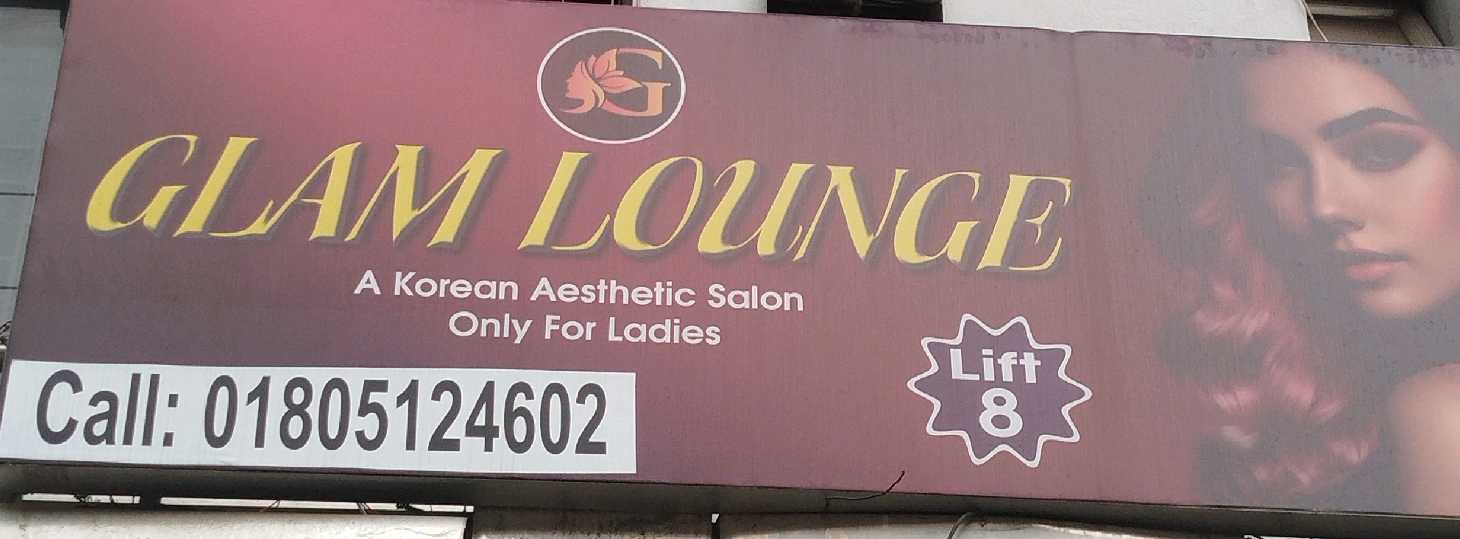 G
GLAM LOUNGE
A Korean Aesthetic Salon
Only For Ladies
Lift
8
Call: 01805124602